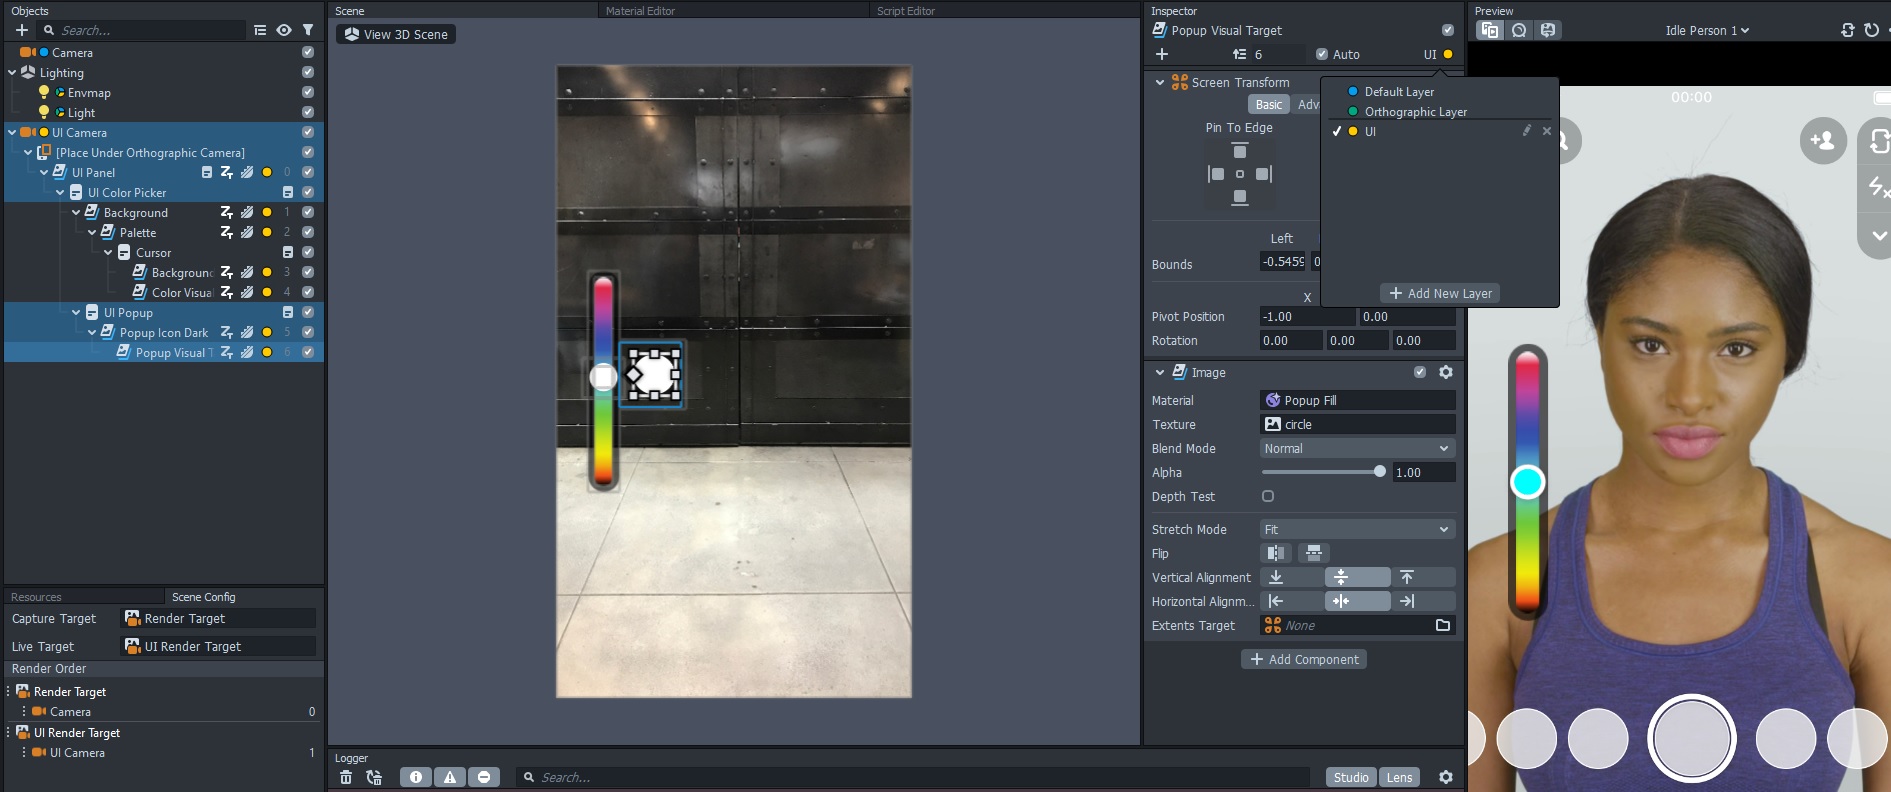 Objects
Search...
Camera
Lighting
Envmap
Light
UI Camera
[Place Under Orthographic Camera]
UI Panel 0
UI Color Picker
Background 1
Palette 2
Cursor
Background 3
Color Visua 4
UI Popup
Popup Icon Dark 5
Popup Visual T 6
Resources
Scene Config
Capture Target Render Target
Live Target UI Render Target
Render Order
Render Target
Camera 0
UI Render Target
UI Camera 1
Scene
Material Editor
Script Editor
View 3D Scene
Logger
Search...
Studio
Lens
Inspector
Popup Visual Target
6
Auto
UI
Screen Transform
Basic
Adv
Pin To Edge
Left
Bounds -0.5459 0
X
Pivot Position -1.00 0.00
Rotation 0.00 0.00 0.00
Default Layer
Orthographic Layer
UI
Add New Layer
Image
Material Popup Fill
Texture circle
Blend Mode Normal
Alpha 1.00
Depth Test
Stretch Mode Fit
Flip
Vertical Alignment
Horizontal Alignm...
Extents Target None
Add Component
Preview
Idle Person 1
00:00